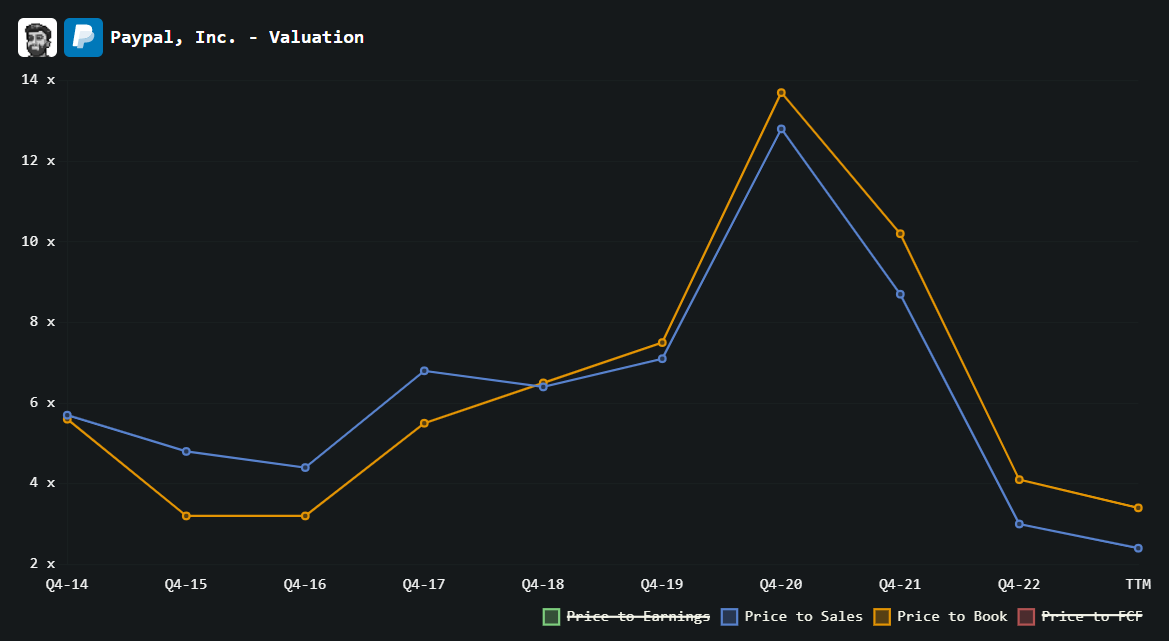 Paypal, Inc. - Valuation
14 x
12 x
10 x
8 x
6 x
4 x
2 x
Q4-14 Q4-15 Q4-16 Q4-17 Q4-18 Q4-19 Q4-20 Q4-21 Q4-22 TTM
Price to Earnings Price to Sales Price to Book Price to FCF